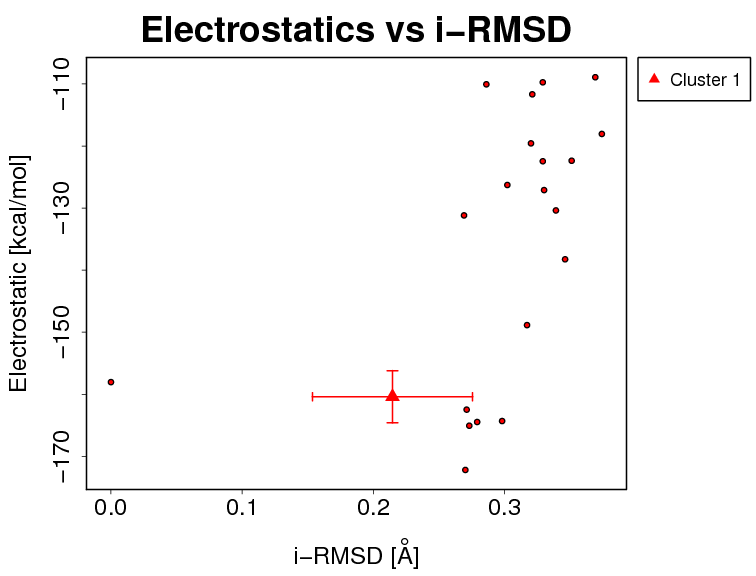 Electrostatics vs i−RMSD
Cluster 1
Electrostatic [kcal/mol]
−110
−130
−150
−170
0.0 0.1 0.2 0.3
i−RMSD [Å]